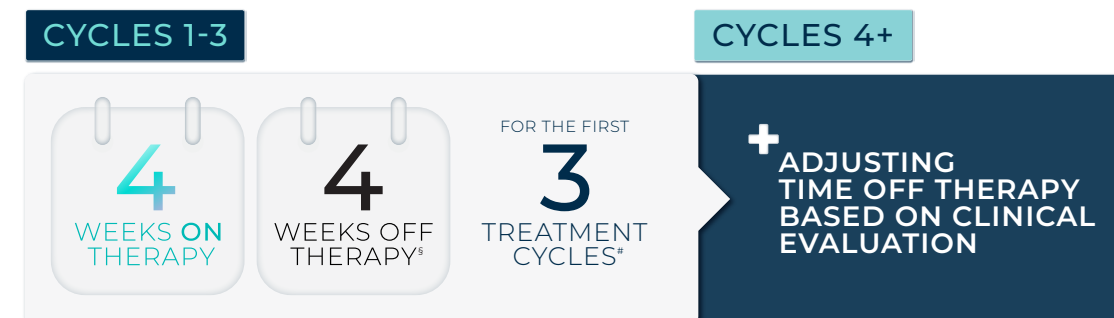 CYCLES 1-3
4
WEEKS ON
THERAPY
4
WEEKS OFF
THERAPY§
FOR THE FIRST
3
TREATMENT
CYCLES#
CYCLES 4+
+
ADJUSTING
TIME OFF THERAPY
BASED ON CLINICAL
EVALUATION